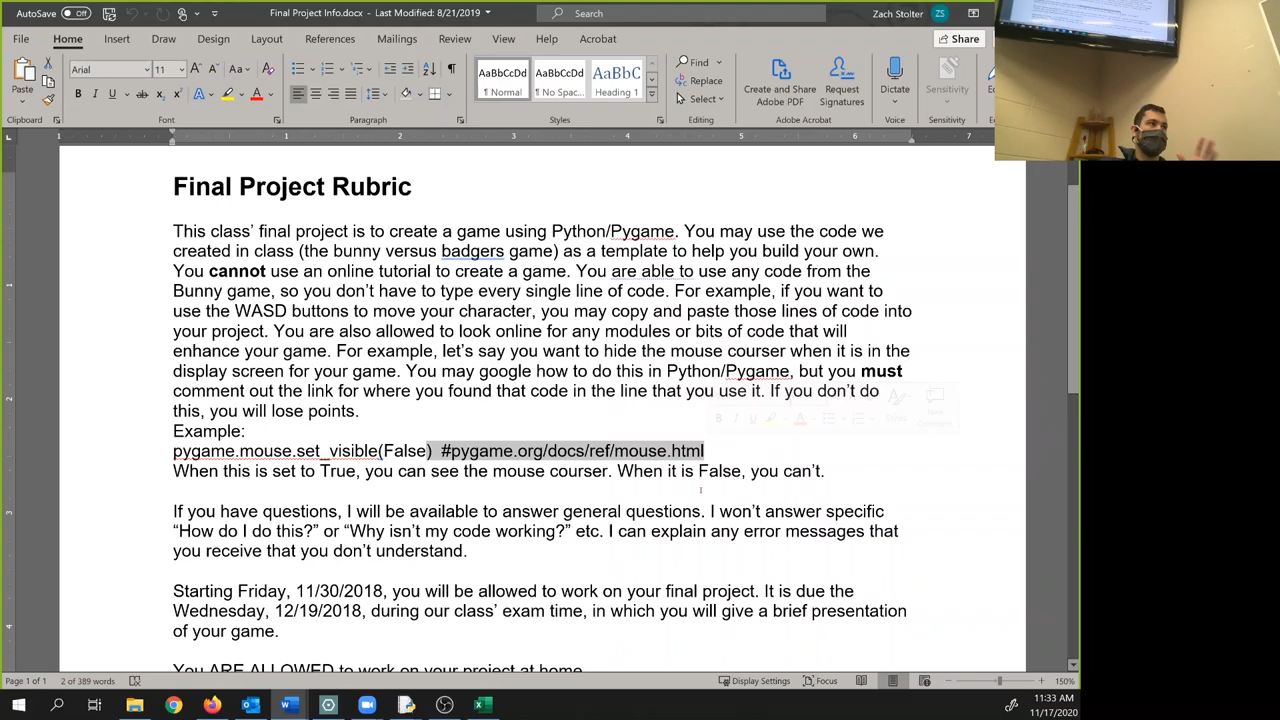 AutoSave Off Final Project Info.docx - Last Modified: 8/21/2019 Search Zach Stolter ZS
File Home Insert Draw Design Layout References Mailings Review View Help Acrobat Share
Paste Arial 11 Aa AaBbCcDd AaBbCcDd AaBbC Find
¶ Normal ¶ No Spac... Heading 1 Replace
Select Create and Share Adobe PDF Request Signatures Dictate Sensitivity
Clipboard Font Paragraph Styles Editing Adobe Acrobat Voice Sensitivity
Final Project Rubric
This class’ final project is to create a game using Python/Pygame. You may use the code we
created in class (the bunny versus badgers game) as a template to help you build your own.
You cannot use an online tutorial to create a game. You are able to use any code from the
Bunny game, so you don’t have to type every single line of code. For example, if you want to
use the WASD buttons to move your character, you may copy and paste those lines of code into
your project. You are also allowed to look online for any modules or bits of code that will
enhance your game. For example, let’s say you want to hide the mouse courser when it is in the
display screen for your game. You may google how to do this in Python/Pygame, but you must
comment out the link for where you found that code in the line that you use it. If you don’t do
this, you will lose points.
Example:
pygame.mouse.set_visible(False) #pygame.org/docs/ref/mouse.html
When this is set to True, you can see the mouse courser. When it is False, you can’t.
If you have questions, I will be available to answer general questions. I won’t answer specific
“How do I do this?” or “Why isn’t my code working?” etc. I can explain any error messages that
you receive that you don’t understand.
Starting Friday, 11/30/2018, you will be allowed to work on your final project. It is due the
Wednesday, 12/19/2018, during our class’ exam time, in which you will give a brief presentation
of your game.
You ARE ALLOWED to work on your project at home.
Page 1 of 1 2 of 389 words Display Settings Focus 150%
11:33 AM
11/17/2020